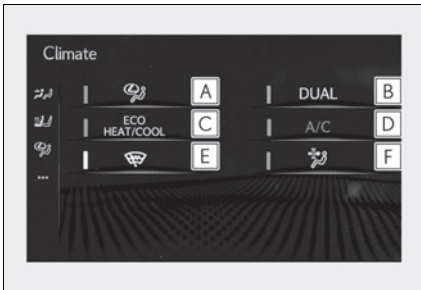 Climate
A
DUAL B
ECO
HEAT/COOL C
A/C D
E
F